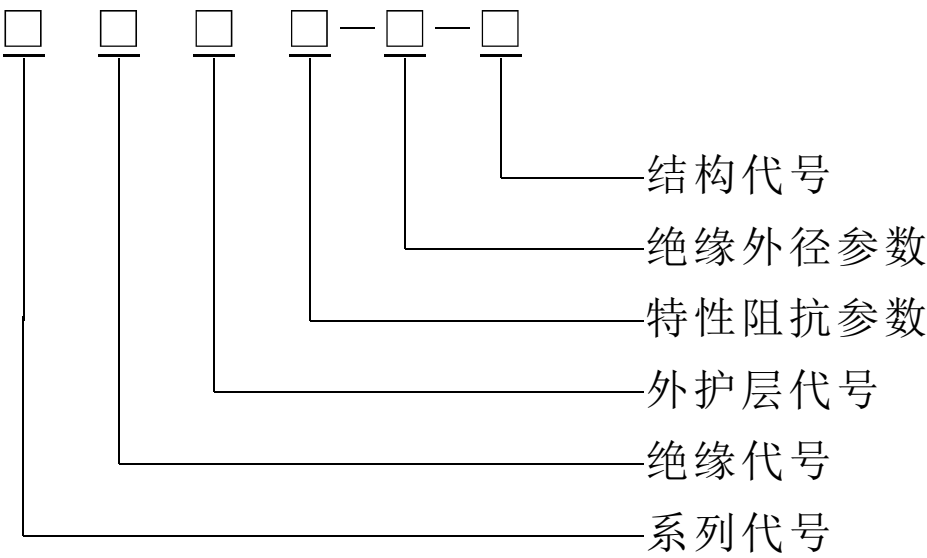 □ □ □ □—□—□
结构代号
绝缘外径参数
特性阻抗参数
外护层代号
绝缘代号
系列代号